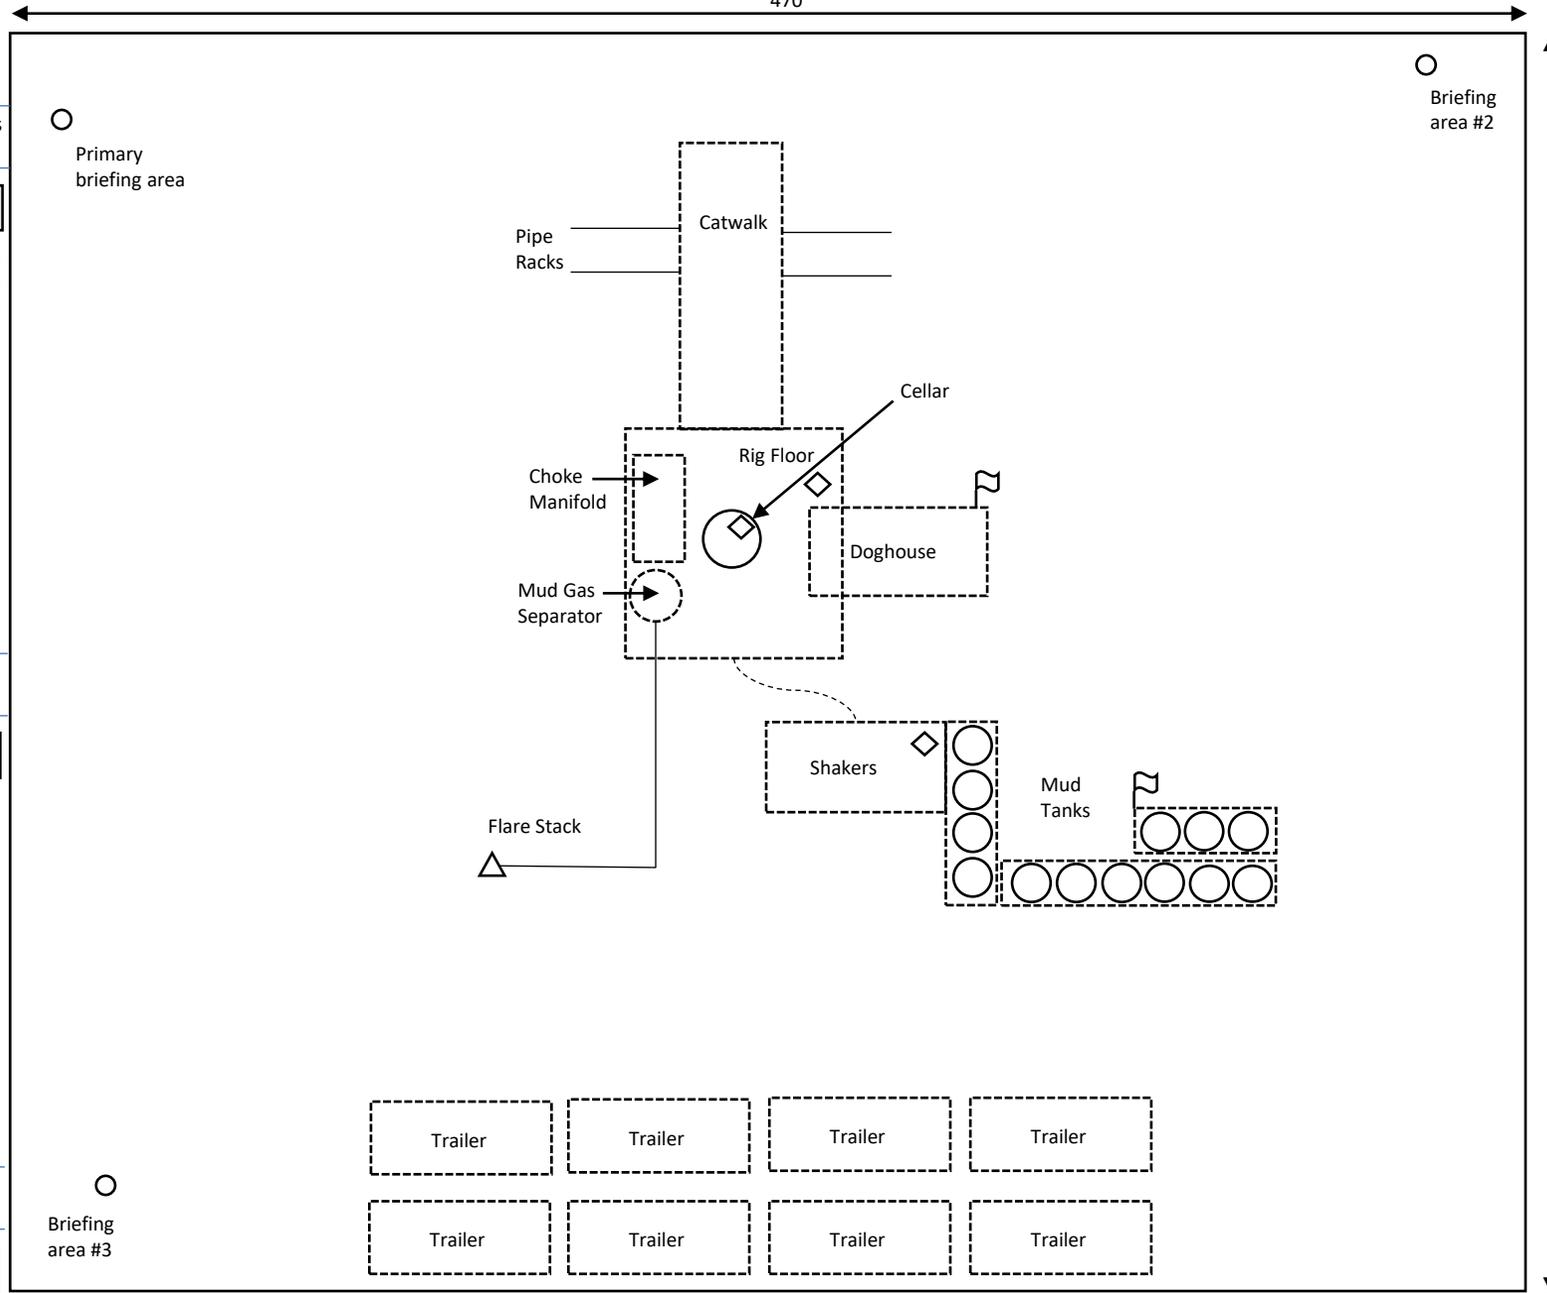 470
Primary
briefing area
Briefing
area #2
Catwalk
Pipe
Racks
Cellar
Rig Floor
Choke
Manifold
Doghouse
Mud Gas
Separator
Shakers
Mud
Tanks
Flare Stack
Trailer
Trailer
Trailer
Trailer
Briefing
area #3
Trailer
Trailer
Trailer
Trailer